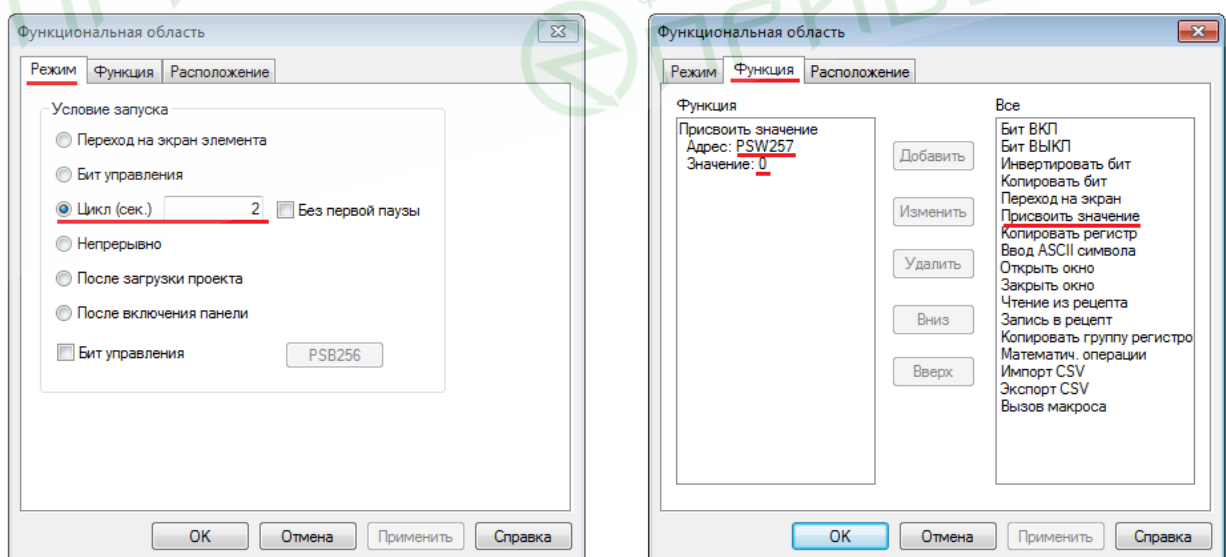 Функциональная область
Режим Функция Расположение
Условие запуска
Переход на экран элемента
Бит управления
Цикл (сек.) 2 Без первой паузы
Непрерывно
После загрузки проекта
После включения панели
Бит управления PSB256
OK Отмена Применить Справка
Функциональная область
Режим Функция Расположение
Функция
Присвоить значение
Адрес: PSW257
Значение: 0
Добавить
Изменить
Удалить
Вниз
Вверх
Все
Бит ВКЛ
Бит ВЫКЛ
Инвертировать бит
Копировать бит
Переход на экран
Присвоить значение
Копировать регистр
Ввод ASCII символа
Открыть окно
Закрыть окно
Чтение из рецепта
Запись в рецепт
Копировать группу регистро
Математич. операции
Импорт CSV
Экспорт CSV
Вызов макроса
OK Отмена Применить Справка